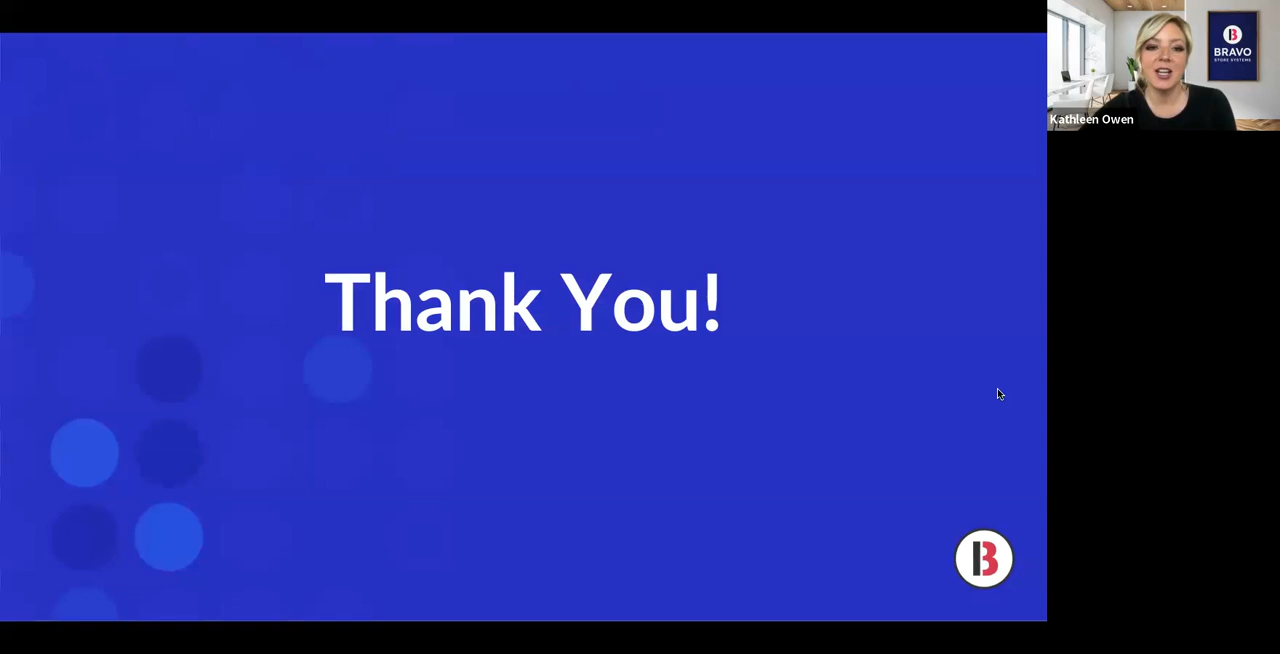 Thank You!
B
BRAVO
STORE SYSTEMS
Kathleen Owen
B